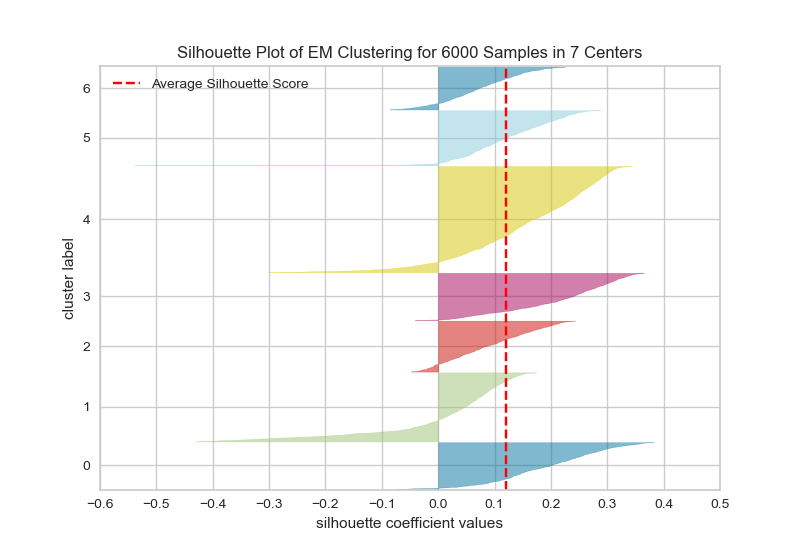 Silhouette Plot of EM Clustering for 6000 Samples in 7 Centers
Average Silhouette Score
6
5
4
3
2
1
0
cluster label
−0.6 −0.5 −0.4 −0.3 −0.2 −0.1 0.0 0.1 0.2 0.3 0.4 0.5
silhouette coefficient values